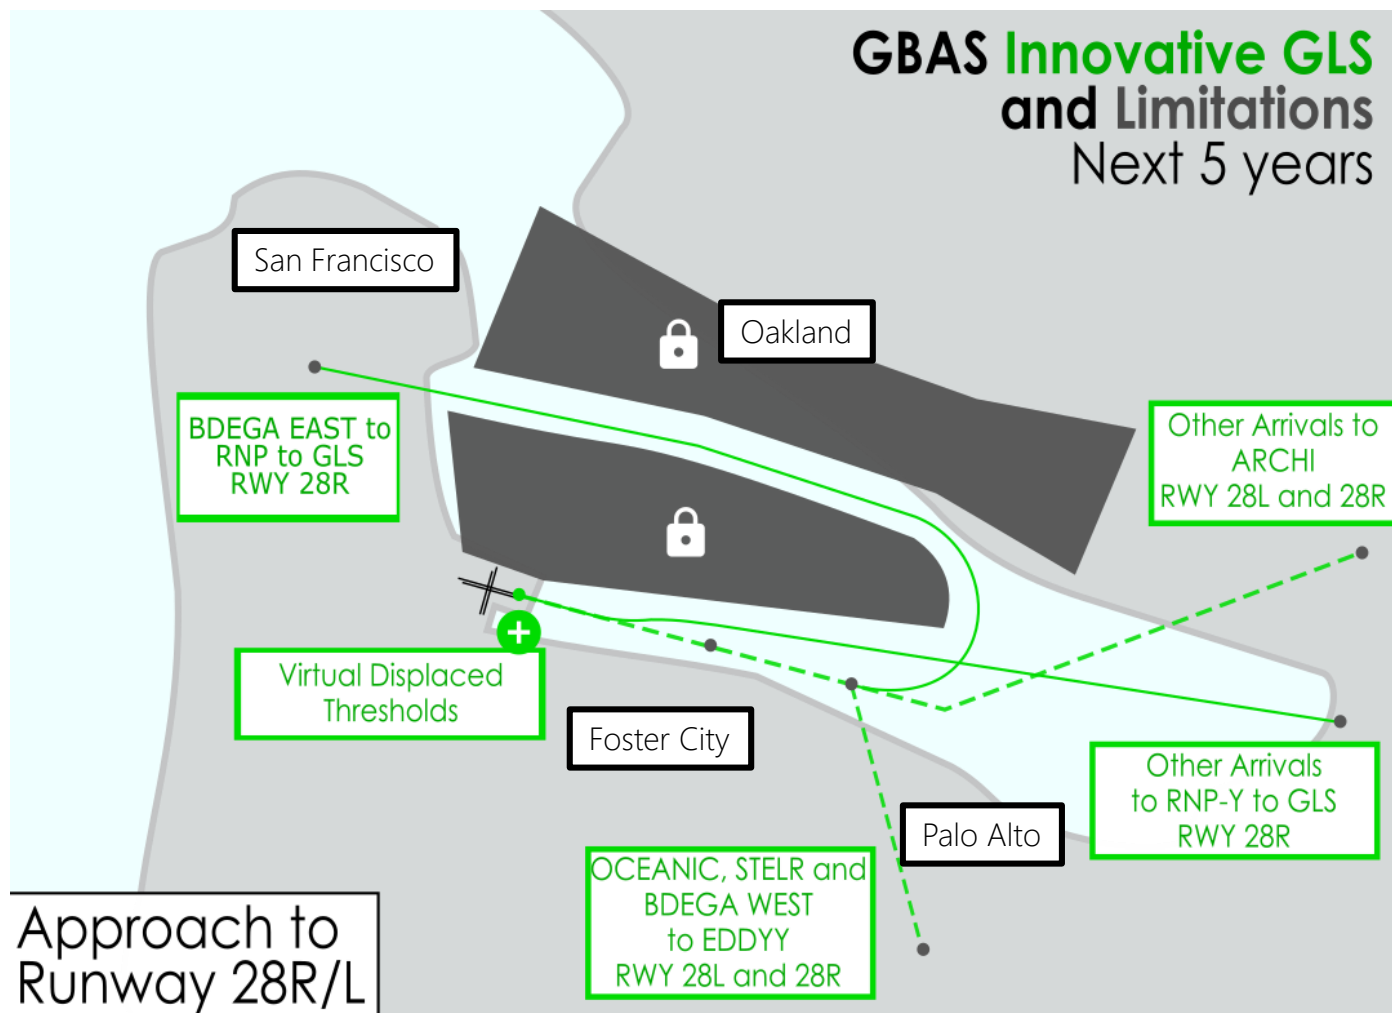 GBAS Innovative GLS
and Limitations
Next 5 years
San Francisco
Oakland
BDEGA EAST to
RNP to GLS
RWY 28R
Other Arrivals to
ARCHI
RWY 28L and 28R
Virtual Displaced
Thresholds
Foster City
Other Arrivals
to RNP-Y to GLS
RWY 28R
Palo Alto
OCEANIC, STELR and
BDEGA WEST
to EDDYY
RWY 28L and 28R
Approach to
Runway 28R/L